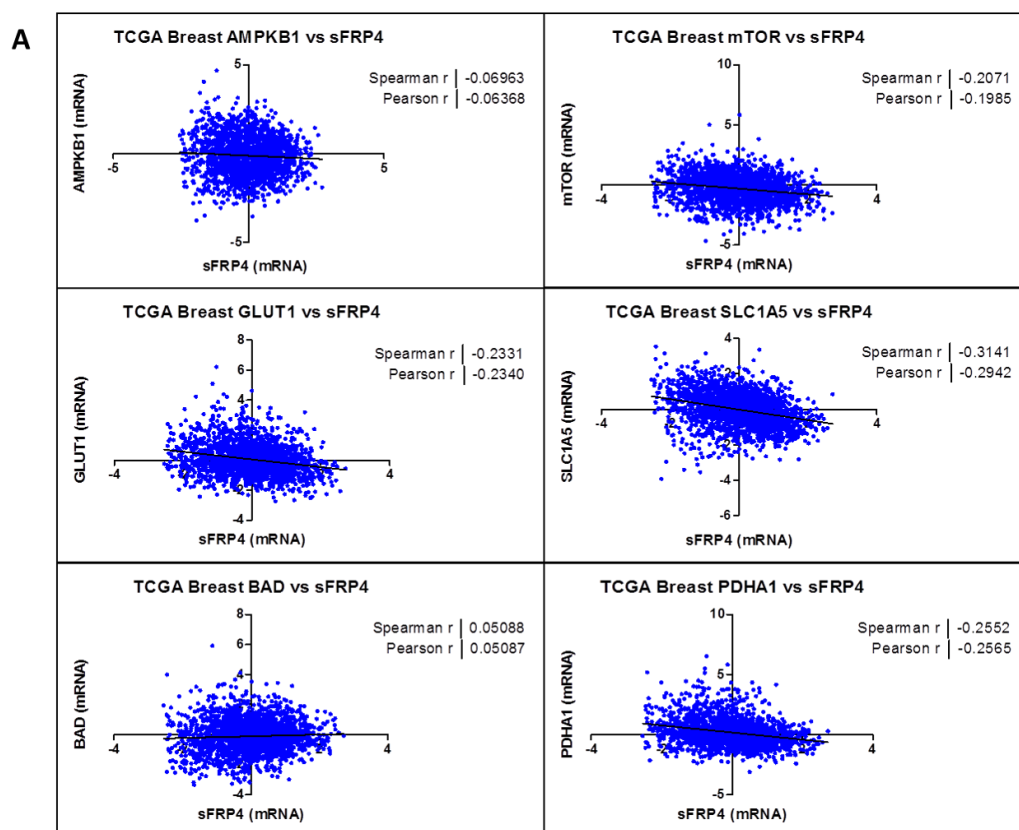 A
TCGA Breast AMPKB1 vs sFRP4
AMPKB1 (mRNA)
5
-5
5
-5
Spearman r -0.06963
Pearson r -0.06368
sFRP4 (mRNA)
TCGA Breast mTOR vs sFRP4
mTOR (mRNA)
10
5
-4
2
4
-5
Spearman r -0.2071
Pearson r -0.1985
sFRP4 (mRNA)
TCGA Breast GLUT1 vs sFRP4
GLUT1 (mRNA)
8
6
4
-4
4
-4
Spearman r -0.2331
Pearson r -0.2340
sFRP4 (mRNA)
TCGA Breast SLC1A5 vs sFRP4
SLC1A5 (mRNA)
4
2
-4
4
-2
-4
-6
Spearman r -0.3141
Pearson r -0.2942
sFRP4 (mRNA)
TCGA Breast BAD vs sFRP4
BAD (mRNA)
8
6
4
-4
4
-4
Spearman r 0.05088
Pearson r 0.05087
sFRP4 (mRNA)
TCGA Breast PDHA1 vs sFRP4
PDHA1 (mRNA)
10
5
-4
-2
2
4
-5
Spearman r -0.2552
Pearson r -0.2565
sFRP4 (mRNA)